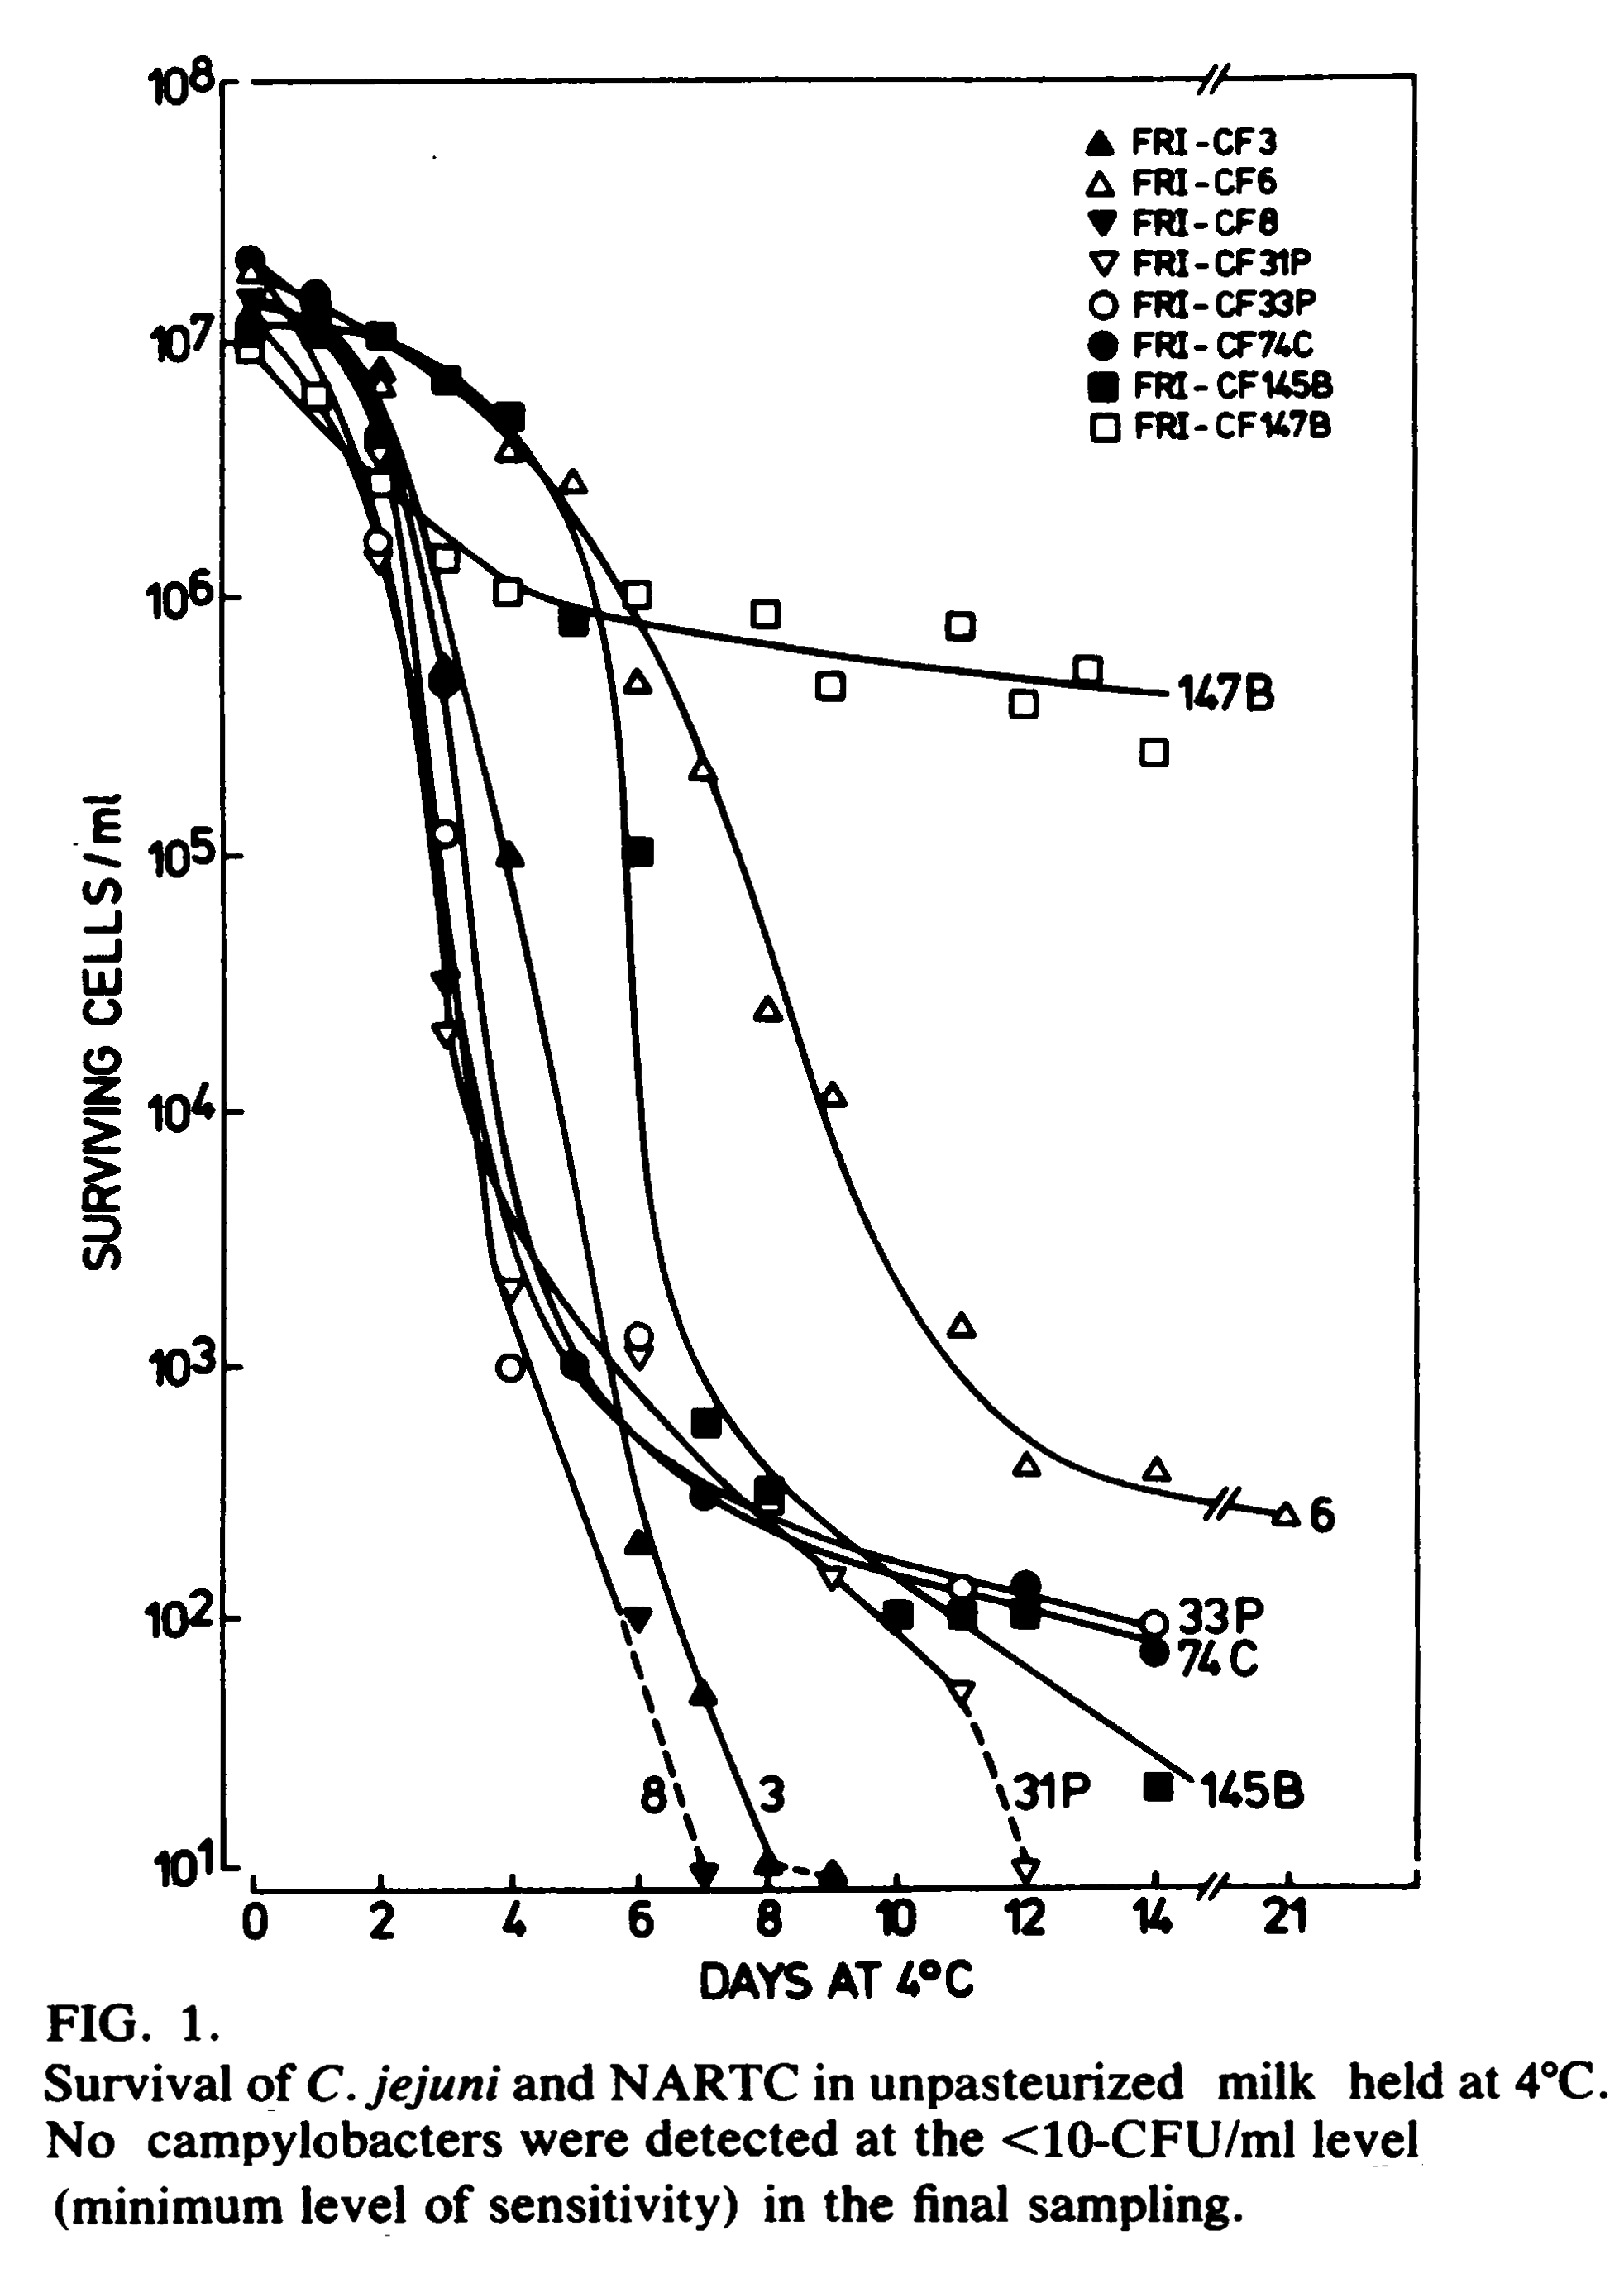 10⁸
FRI-CF3
FRI-CF6
FRI-CF8
FRI-CF31P
FRI-CF33P
FRI-CF74C
FRI-CF145B
FRI-CF147B
10⁷
10⁶
147B
10⁵
SURVIVING CELLS/ml
10⁴
10³
6
10²
33P
74C
8
3
31P
145B
10¹
0 2 4 6 8 10 12 14 21
DAYS AT 4°C
FIG. 1.
Survival of C. jejuni and NARTC in unpasteurized milk held at 4°C.
No campylobacters were detected at the <10-CFU/ml level
(minimum level of sensitivity) in the final sampling.